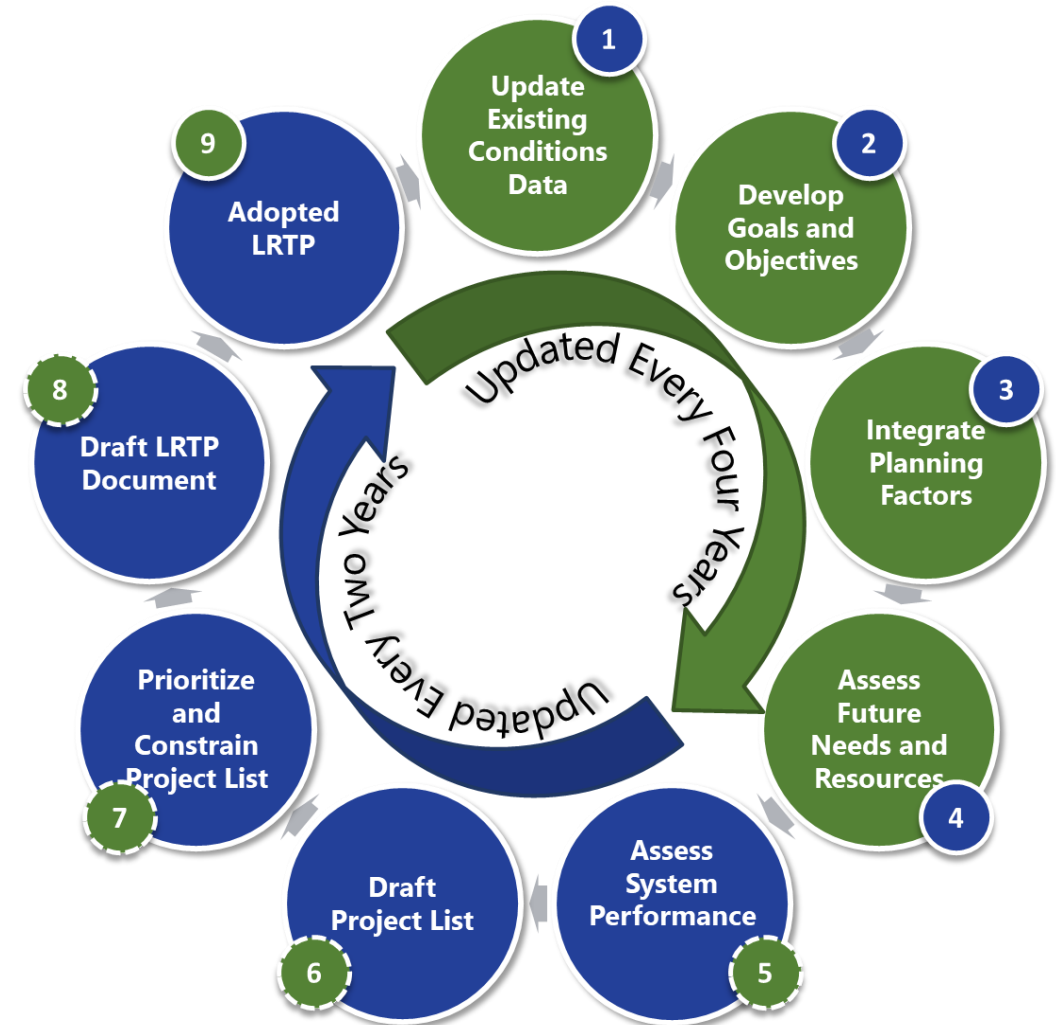 1
Update
Existing
Conditions
Data
2
Develop
Goals and
Objectives
3
Integrate
Planning
Factors
4
Assess
Future
Needs and
Resources
5
Assess
System
Performance
6
Draft
Project List
7
Prioritize
and
Constrain
Project List
8
Draft LRTP
Document
9
Adopted
LRTP
Updated Every Four Years
Updated Every Two Years